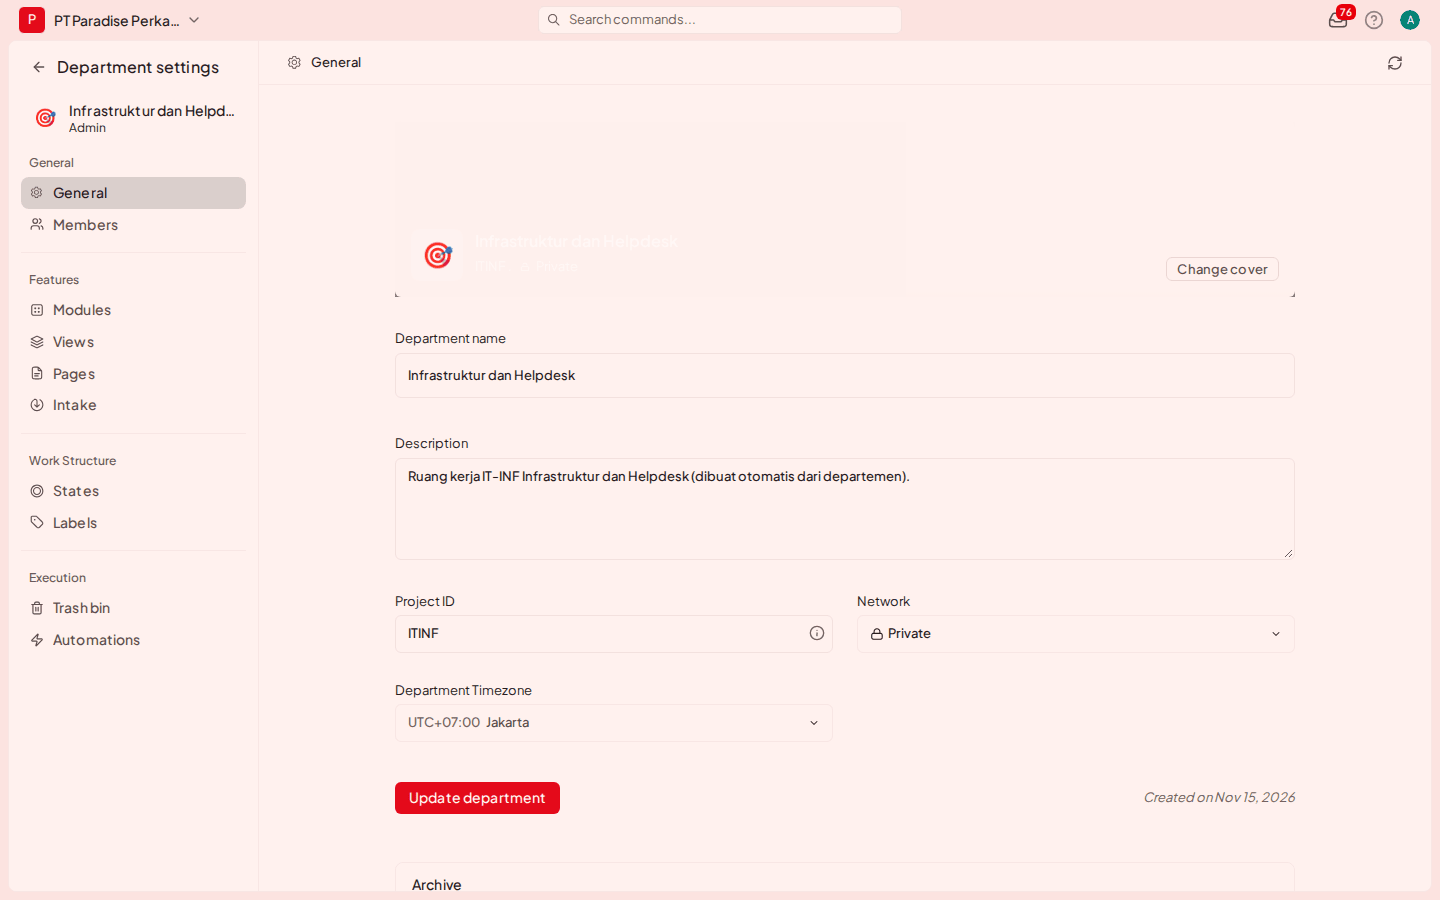 P PT Paradise Perka...
Search commands...
76
A
Department settings
Infrastruktur dan Helpd...
Admin
General
General
Members
Features
Modules
Views
Pages
Intake
Work Structure
States
Labels
Execution
Trash bin
Automations
General
Infrastruktur dan Helpdesk
Change cover
Department name
Infrastruktur dan Helpdesk
Description
Ruang kerja IT-INF Infrastruktur dan Helpdesk (dibuat otomatis dari departemen).
Project ID
ITINF
Network
Private
Department Timezone
UTC+07:00 Jakarta
Update department
Created on Nov 15, 2026
Archive